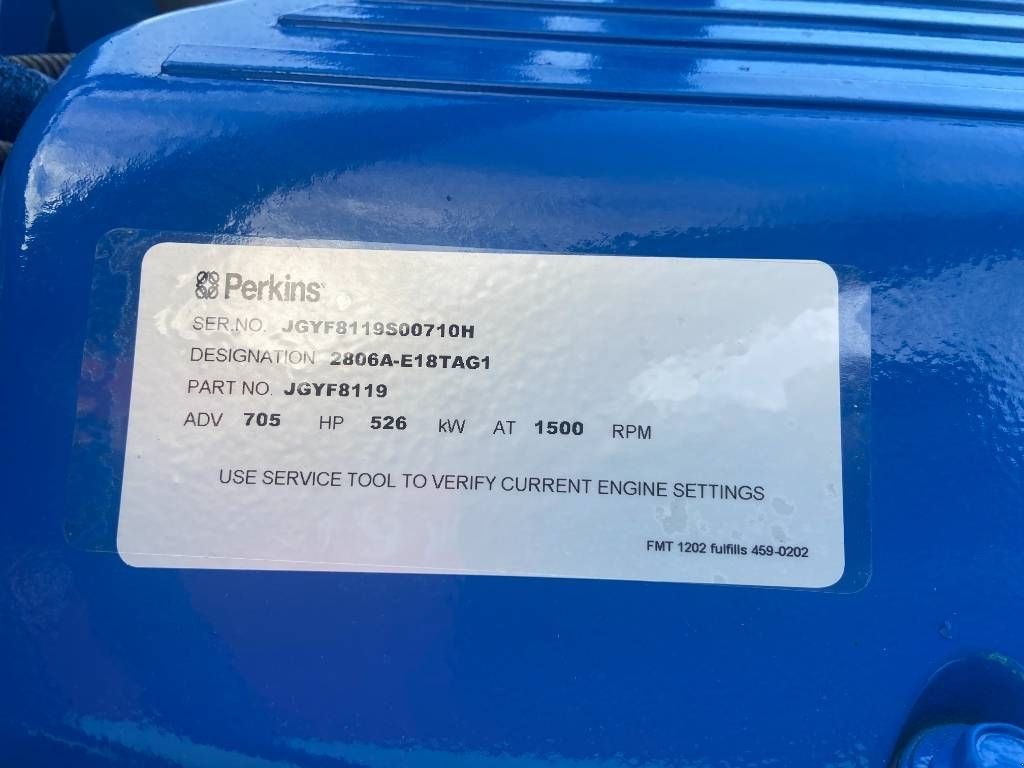 Perkins
SER.NO. JGYF8119S00710H
DESIGNATION 2806A-E18TAG1
PART NO. JGYF8119
ADV 705 HP 526 kW AT 1500 RPM
USE SERVICE TOOL TO VERIFY CURRENT ENGINE SETTINGS
FMT 1202 fulfills 459-0202